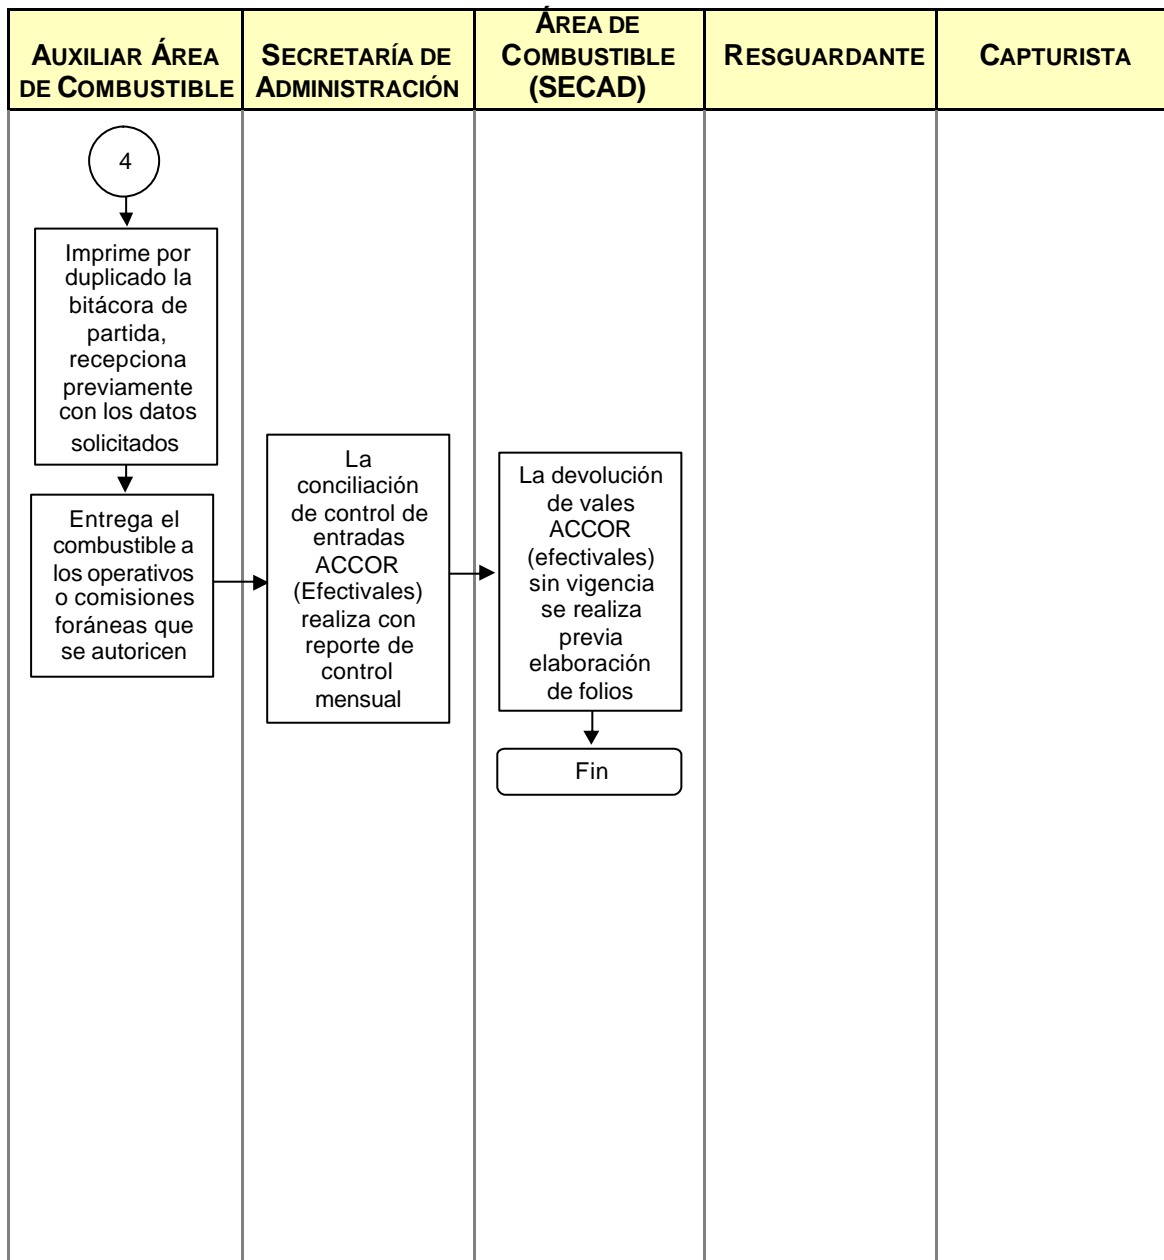 AUXILIAR ÁREA
DE COMBUSTIBLE
SECRETARÍA DE
ADMINISTRACIÓN
ÁREA DE
COMBUSTIBLE
(SECAD)
RESGUARDANTE
CAPTURISTA
4
Imprime por
duplicado la
bitácora de
partida,
recepciona
previamente
con los datos
solicitados
Entrega el
combustible a
los operativos
o comisiones
foráneas que
se autoricen
La
conciliación
de control de
entradas
ACCOR
(Efectivales)
realiza con
reporte de
control
mensual
La devolución
de vales
ACCOR
(efectivales)
sin vigencia
se realiza
previa
elaboración
de folios
Fin